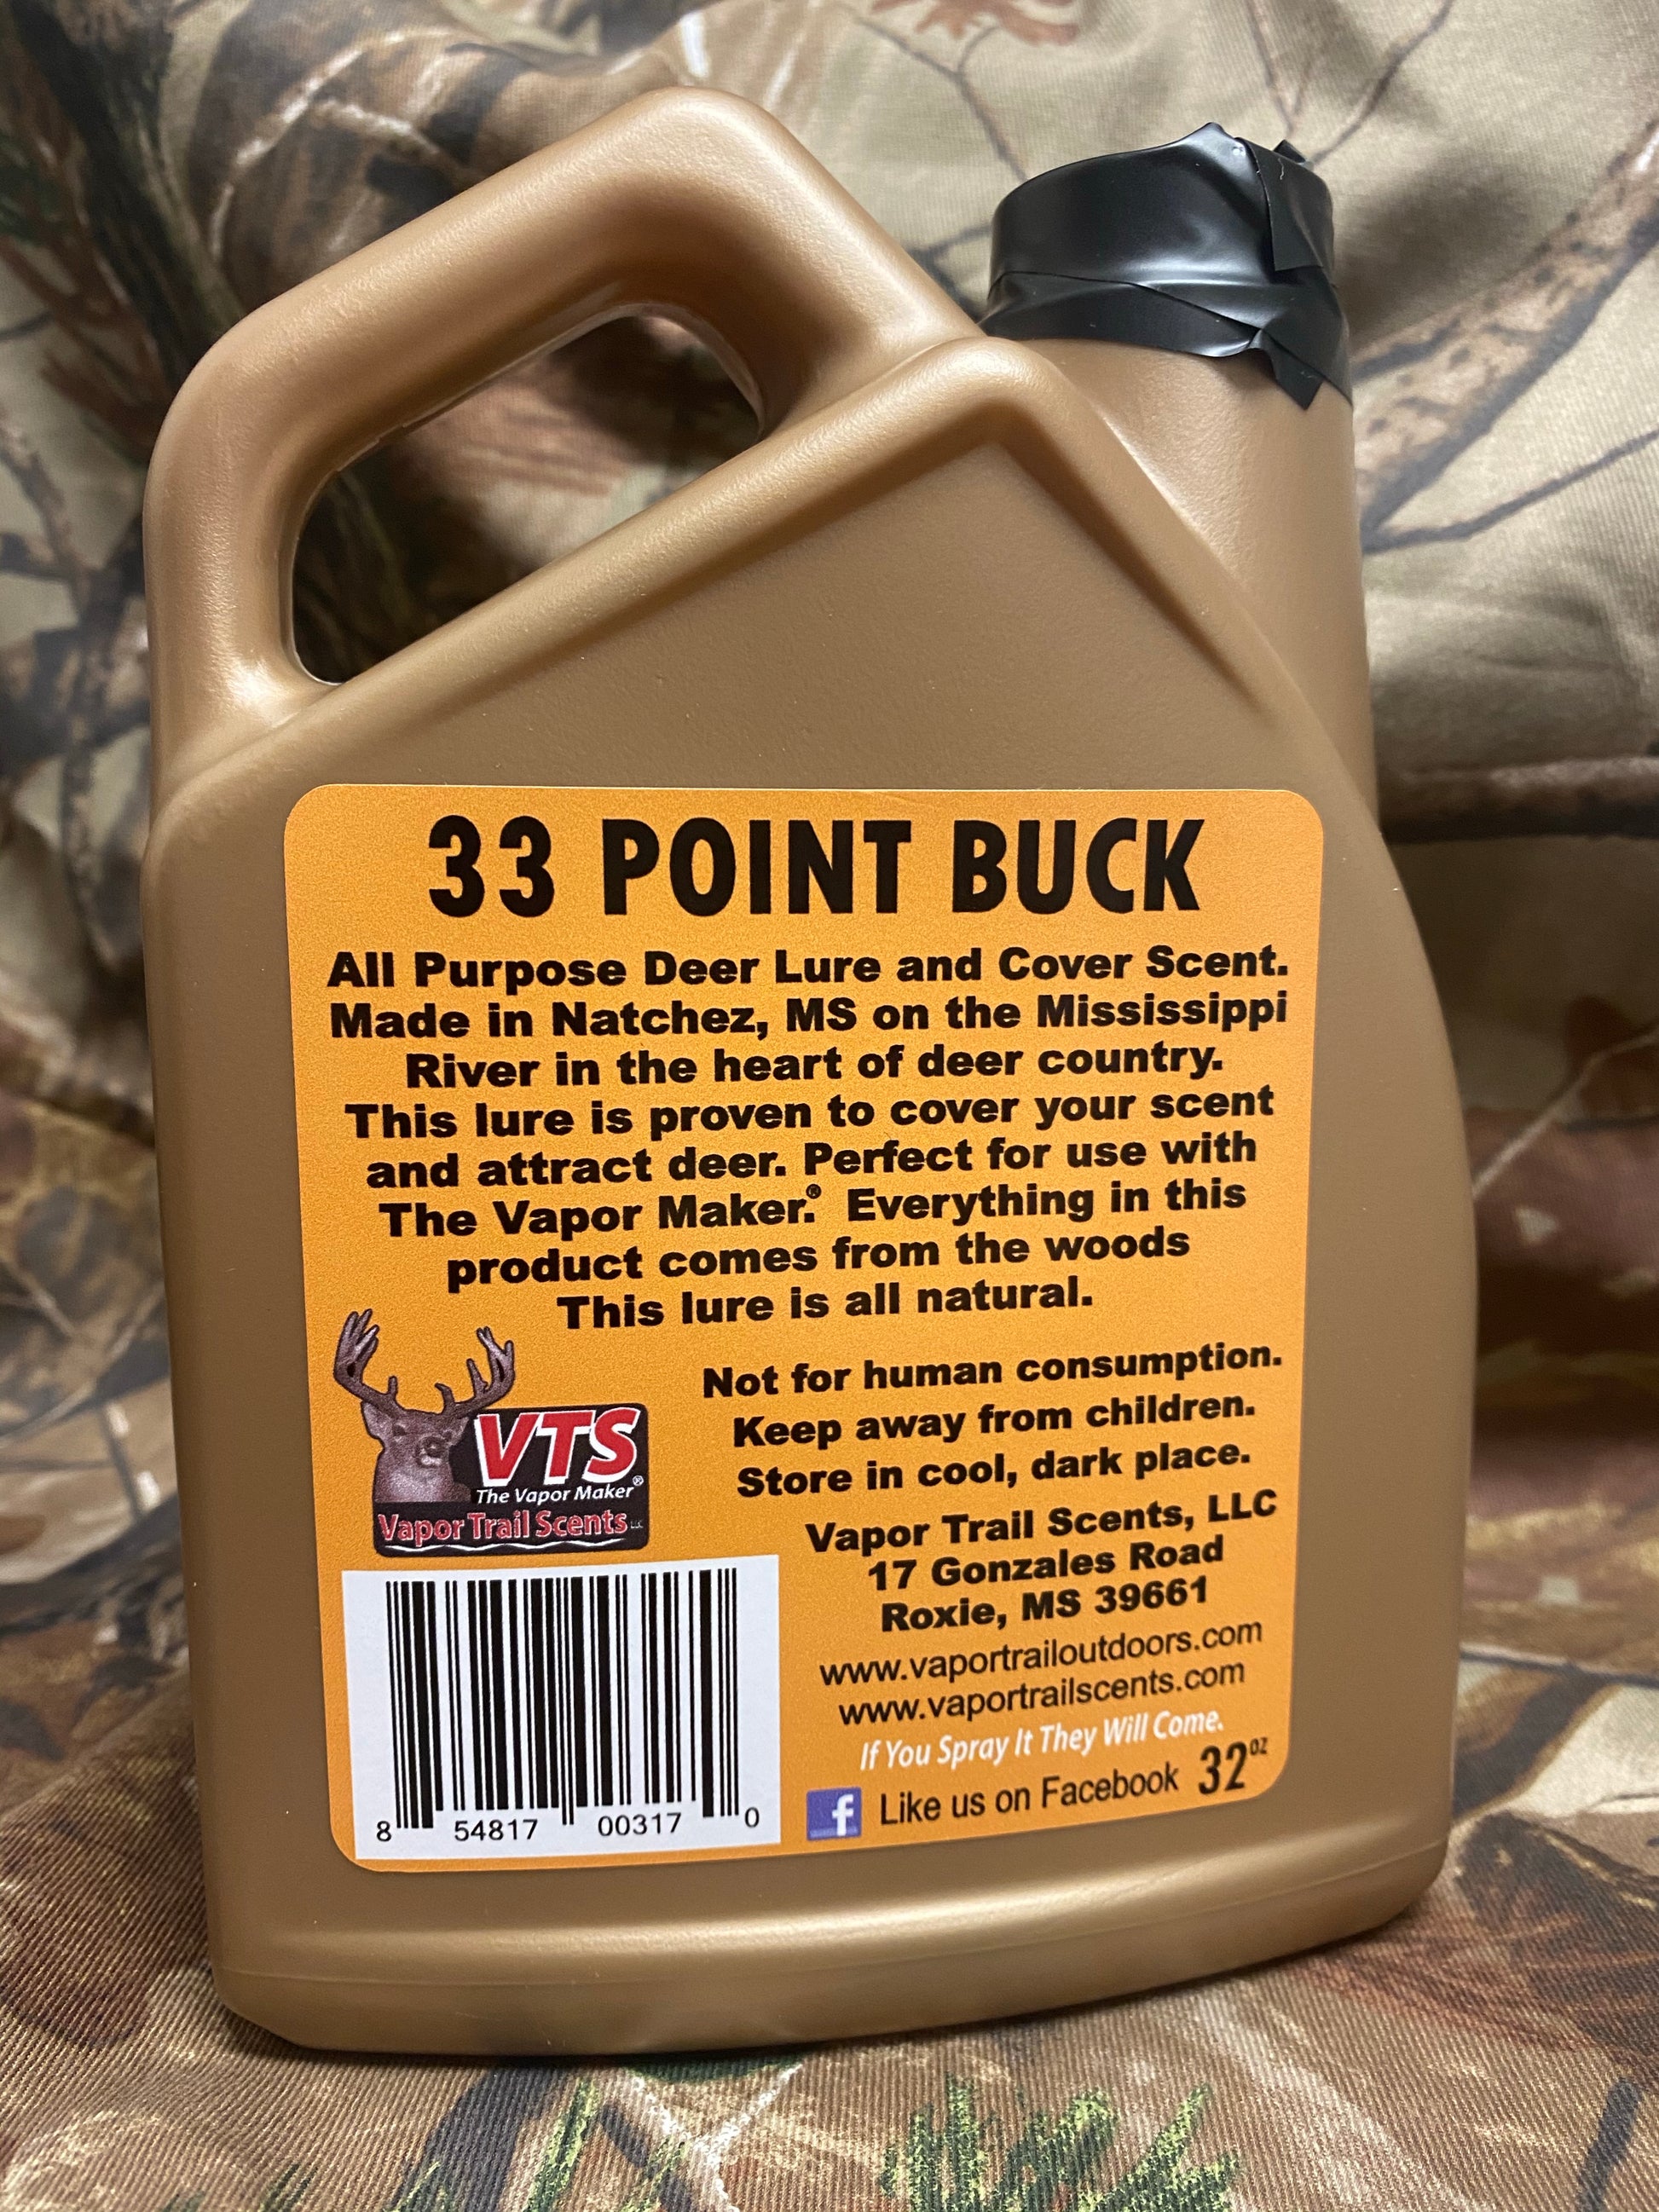 33 POINT BUCK
All Purpose Deer Lure and Cover Scent.
Made in Natchez, MS on the Mississippi
River in the heart of deer country.
This lure is proven to cover your scent
and attract deer. Perfect for use with
The Vapor Maker.® Everything in this
product comes from the woods
This lure is all natural.
Not for human consumption.
Keep away from children.
Store in cool, dark place.
VTS
The Vapor Maker®
Vapor Trail Scents LLC
Vapor Trail Scents, LLC
17 Gonzales Road
Roxie, MS 39661
www.vaportrailoutdoors.com
www.vaportrailscents.com
If You Spray It They Will Come.
f Like us on Facebook 32 oz
8 54817 00317 0